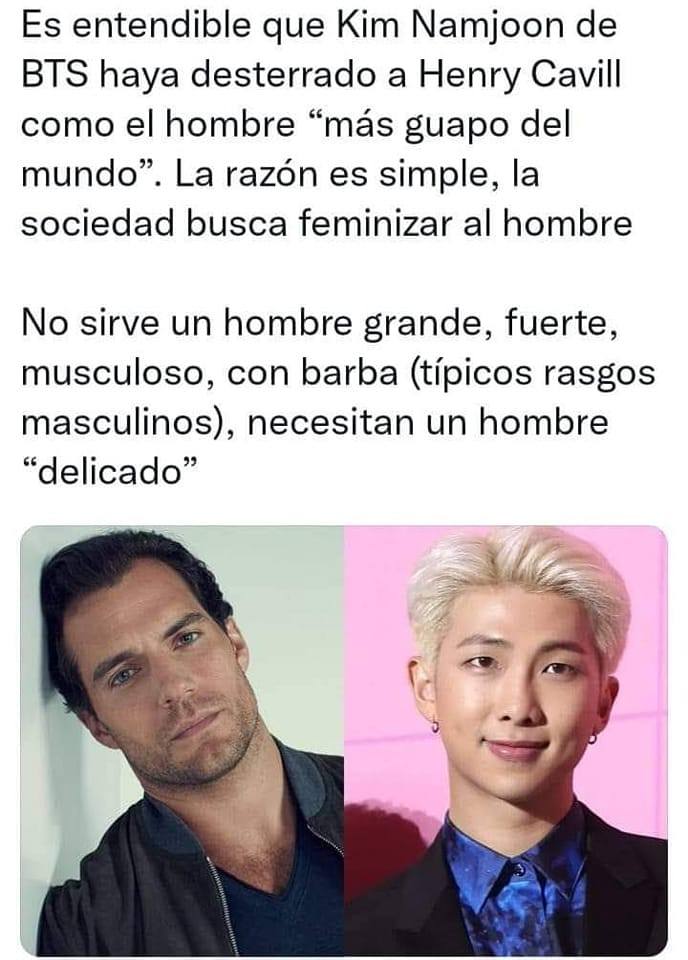 Es entendible que Kim Namjoon de
BTS haya desterrado a Henry Cavill
como el hombre “más guapo del
mundo”. La razón es simple, la
sociedad busca feminizar al hombre
No sirve un hombre grande, fuerte,
musculoso, con barba (típicos rasgos
masculinos), necesitan un hombre
“delicado”